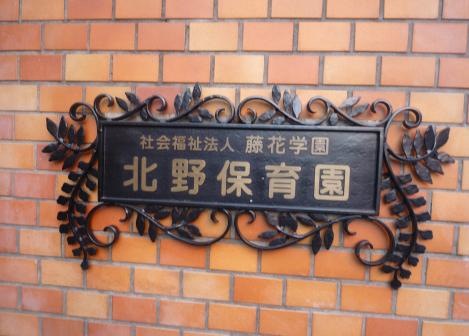 社会福祉法人 藤花学園
北野保育園